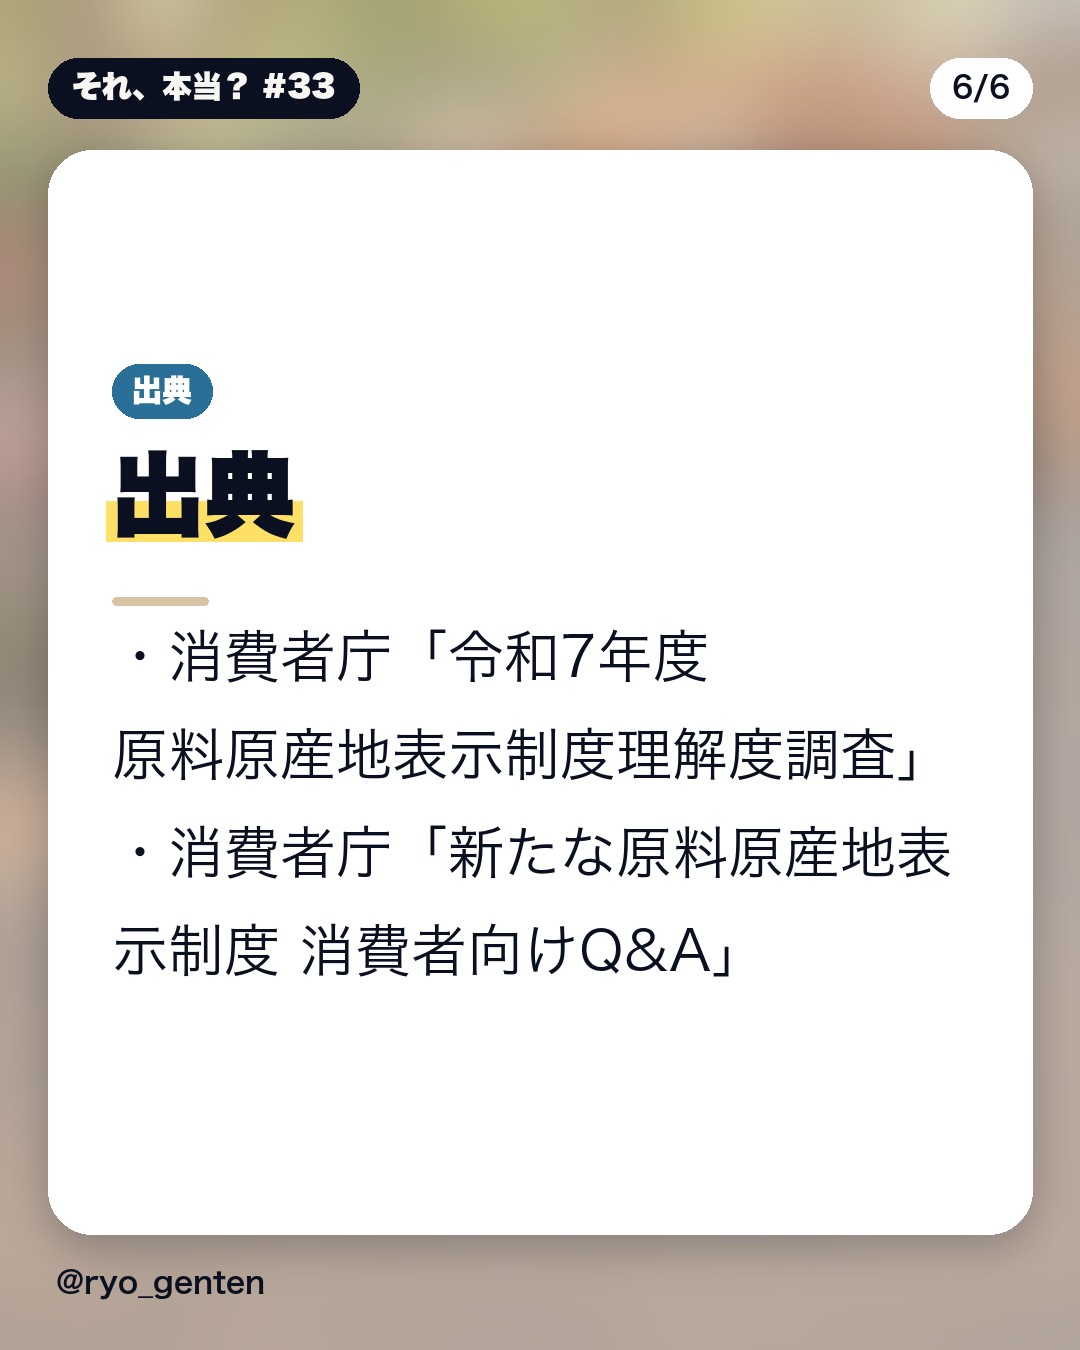 それ、本当？ #33
6/6
出典
出典
・消費者庁「令和7年度
原料原産地表示制度理解度調査」
・消費者庁「新たな原料原産地表
示制度 消費者向けQ&A」
@ryo_genten